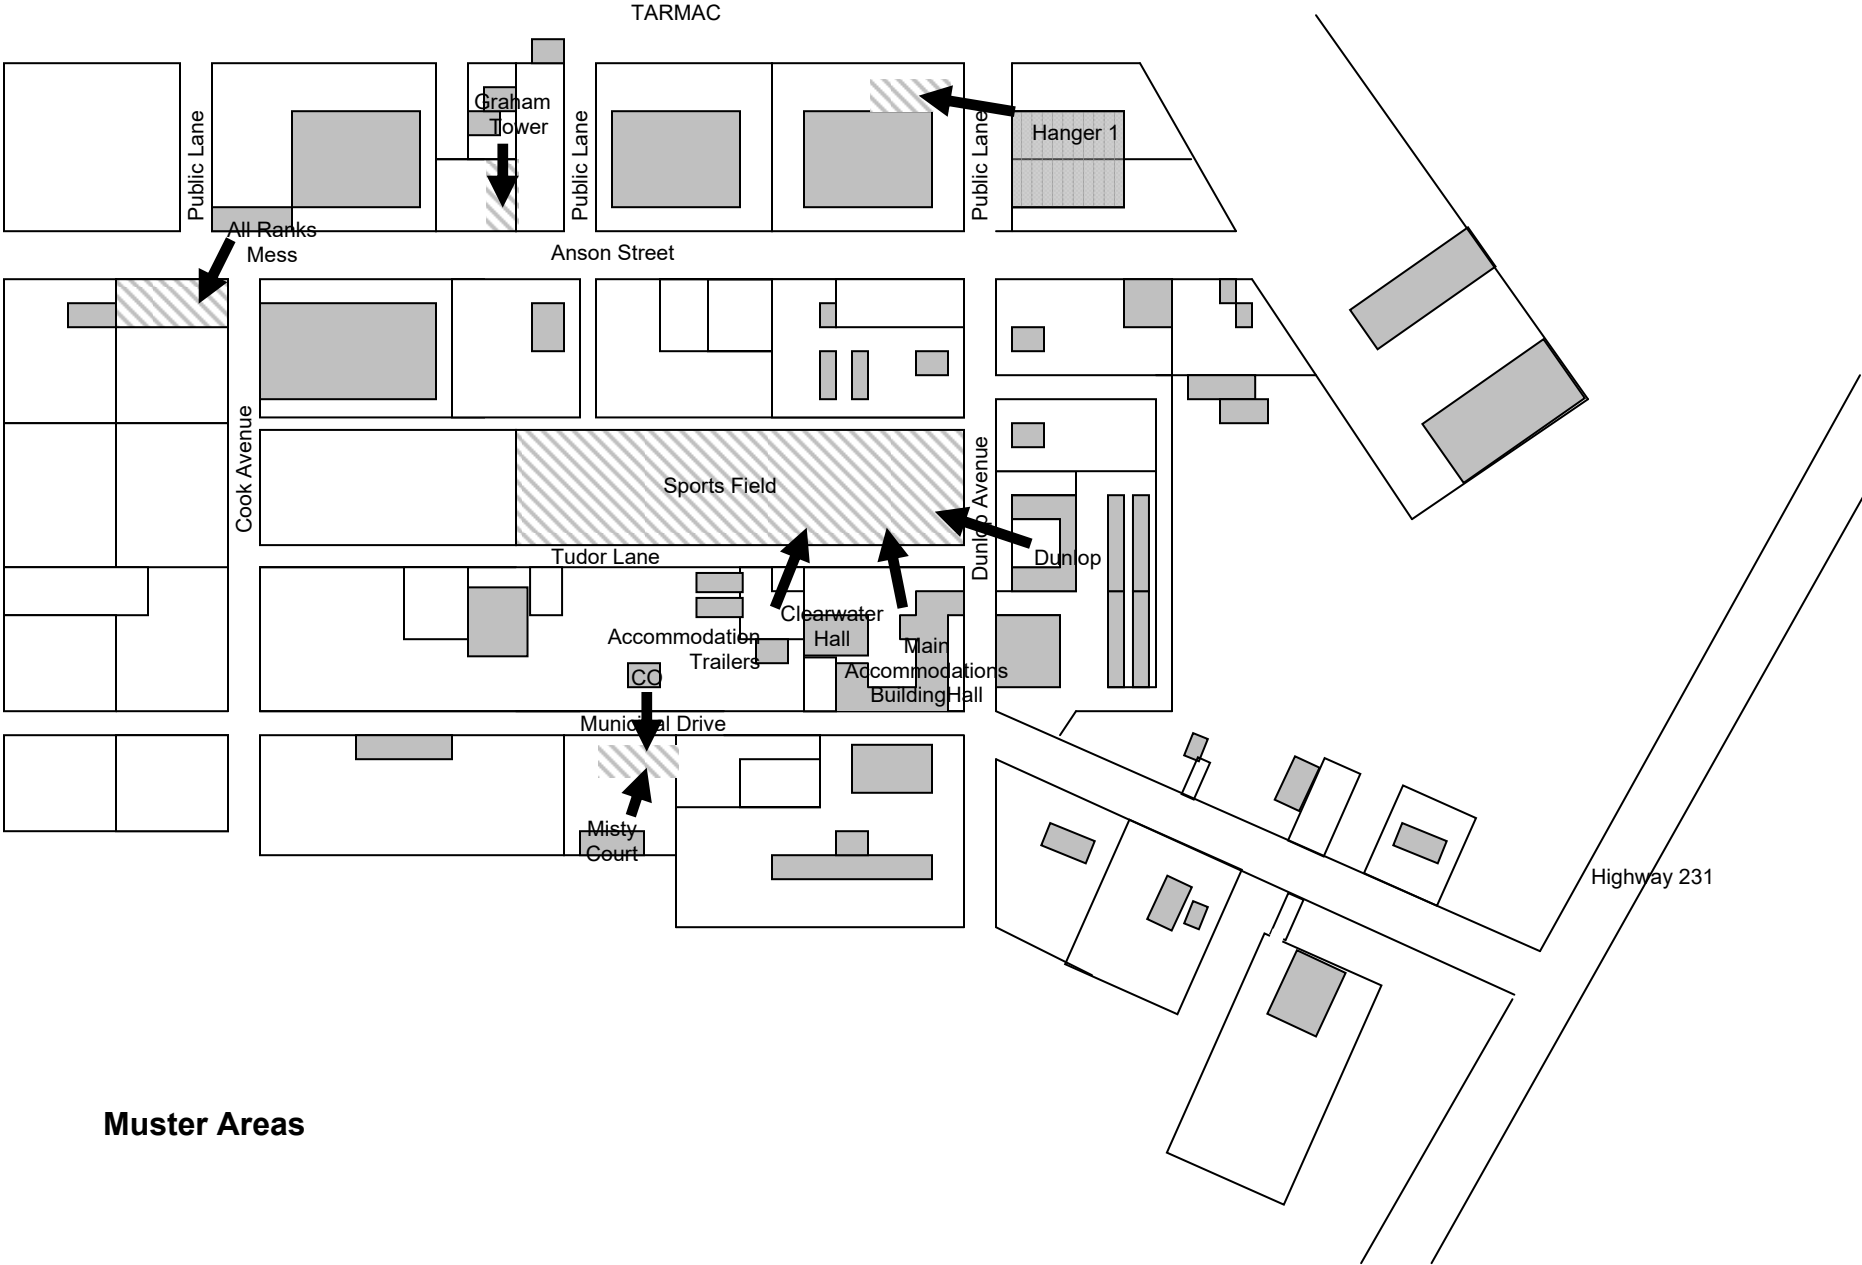 TARMAC
Graham
Tower
Hanger 1
Public Lane
Public Lane
Public Lane
All Ranks
Mess
Anson Street
Cook Avenue
Sports Field
Dunlop Avenue
Tudor Lane
Dunlop
Clearwater
Hall
Accommodation
Trailers
Main
Accommodations
BuildingHall
CO
Municipal Drive
Misty
Court
Highway 231
Muster Areas